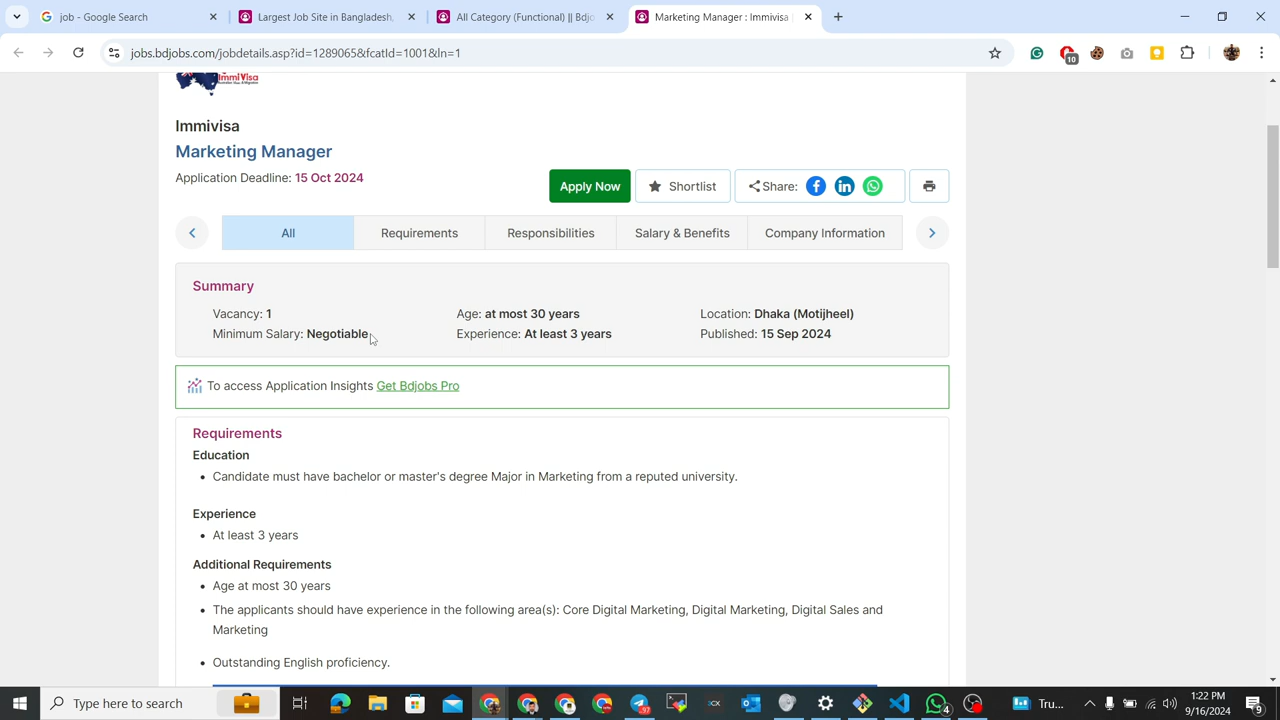 job - Google Search
Largest Job Site in Bangladesh,
All Category (Functional) || Bdjo
Marketing Manager : Immivisa
jobs.bdjobs.com/jobdetails.asp?id=1289065&fcatId=1001&ln=1
10
ImmiVisa
Immivisa
Marketing Manager
Application Deadline: 15 Oct 2024
Apply Now
Shortlist
Share:
All
Requirements
Responsibilities
Salary & Benefits
Company Information
Summary
Vacancy: 1
Age: at most 30 years
Location: Dhaka (Motijheel)
Minimum Salary: Negotiable
Experience: At least 3 years
Published: 15 Sep 2024
To access Application Insights Get Bdjobs Pro
Requirements
Education
Candidate must have bachelor or master's degree Major in Marketing from a reputed university.
Experience
At least 3 years
Additional Requirements
Age at most 30 years
The applicants should have experience in the following area(s): Core Digital Marketing, Digital Marketing, Digital Sales and
Marketing
Outstanding English proficiency.
Type here to search
Tru...
1:22 PM
9/16/2024